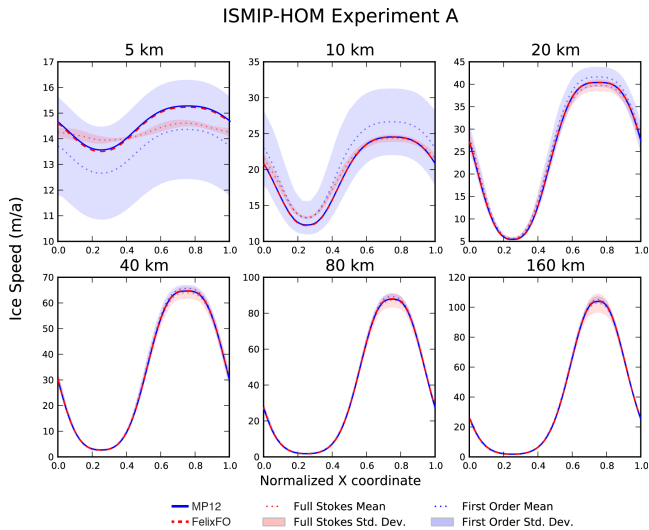 ISMIP-HOM Experiment A
5 km
10 km
20 km
17
16
15
14
13
12
11
10
0.0 0.2 0.4 0.6 0.8 1.0
35
30
25
20
15
10
0.0 0.2 0.4 0.6 0.8 1.0
45
40
35
30
25
20
15
10
5
0.0 0.2 0.4 0.6 0.8 1.0
Ice Speed (m/a)
40 km
80 km
160 km
70
60
50
40
30
20
10
0
0.0 0.2 0.4 0.6 0.8 1.0
100
80
60
40
20
0
0.0 0.2 0.4 0.6 0.8 1.0
120
100
80
60
40
20
0
0.0 0.2 0.4 0.6 0.8 1.0
Normalized X coordinate
MP12
FelixFO
Full Stokes Mean
Full Stokes Std. Dev.
First Order Mean
First Order Std. Dev.